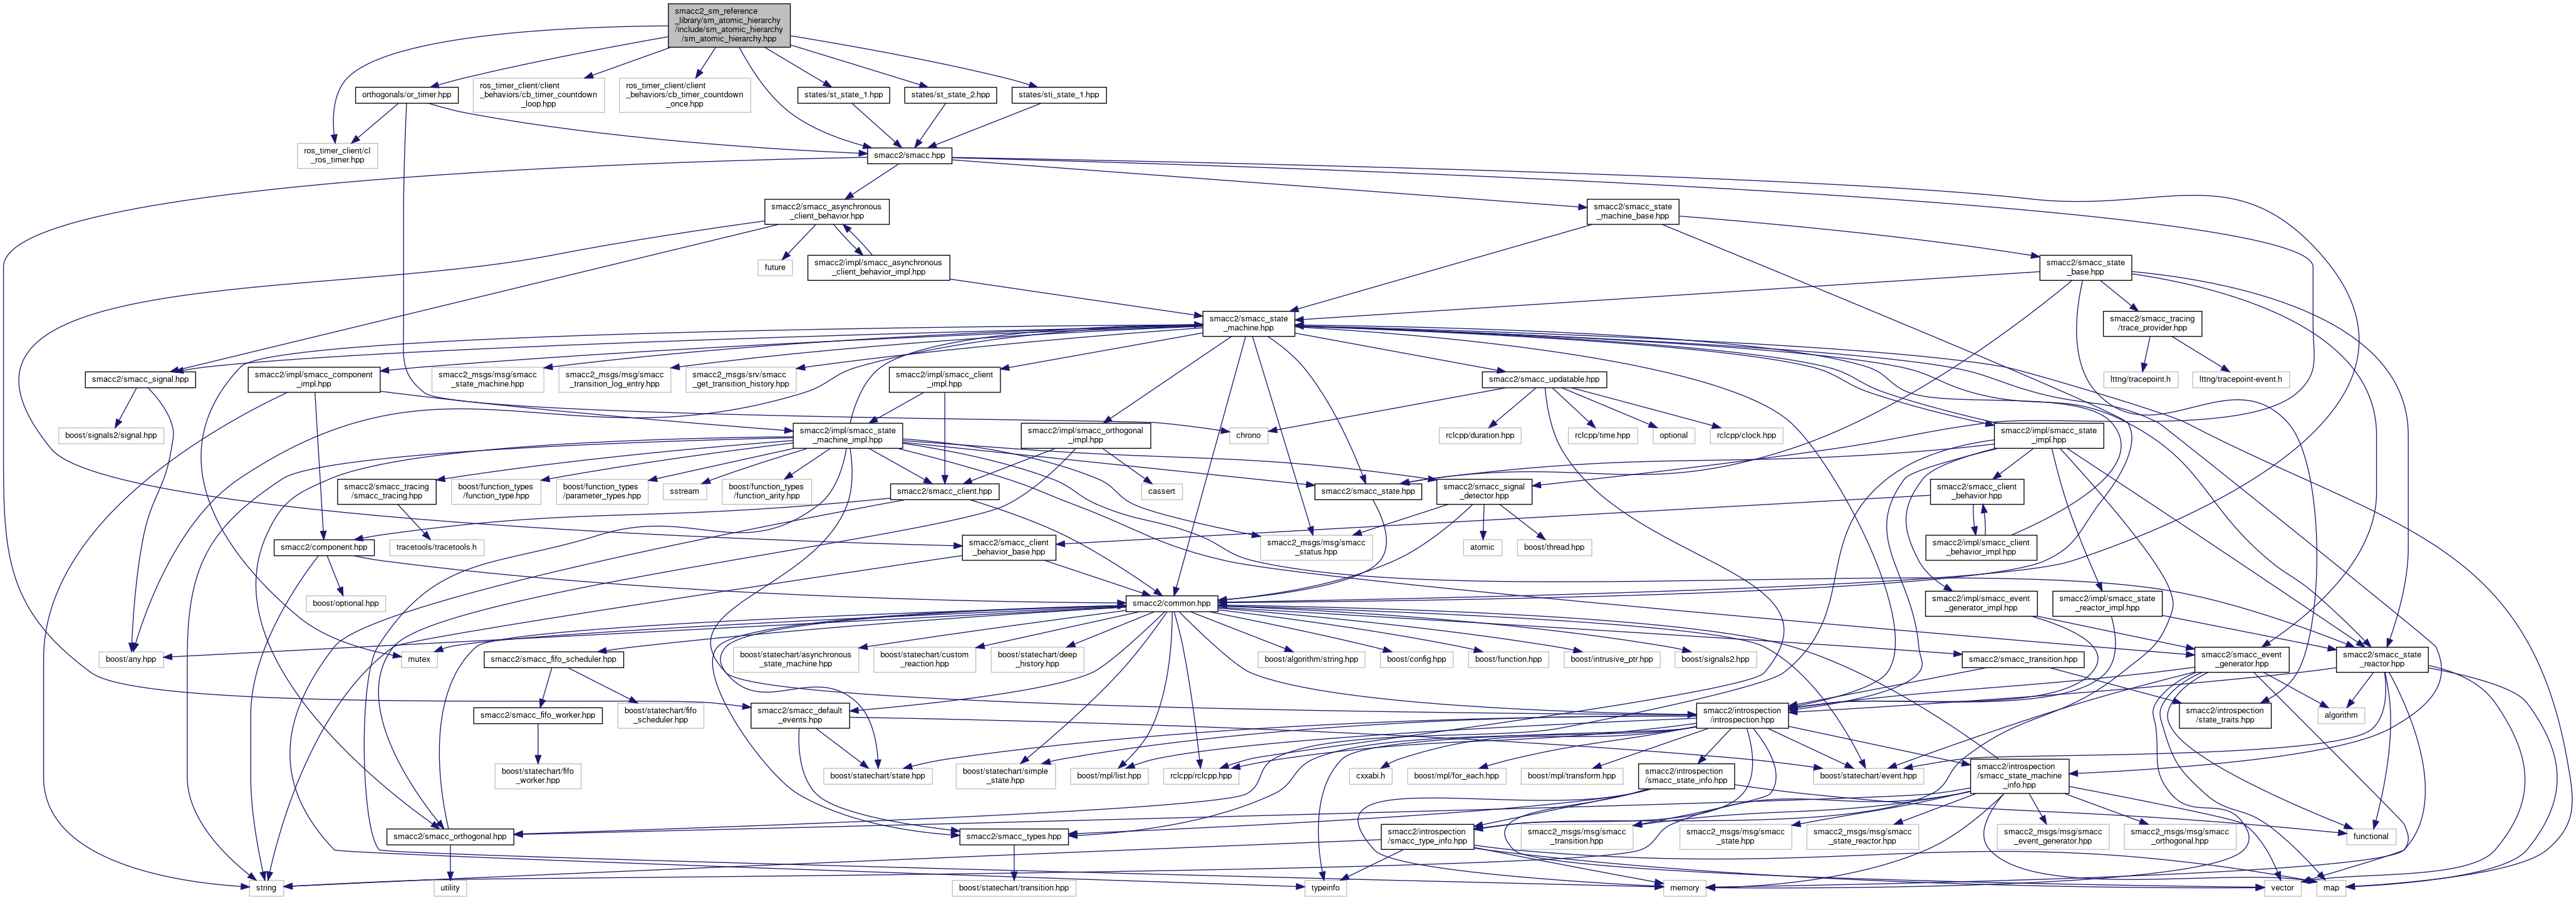 smacc2_sm_reference
_library/sm_atomic_hierarchy
/include/sm_atomic_hierarchy
/sm_atomic_hierarchy.hpp
orthogonals/or_timer.hpp
ros_timer_client/client
_behaviors/cb_timer_countdown
_loop.hpp
ros_timer_client/client
_behaviors/cb_timer_countdown
_once.hpp
states/st_state_1.hpp
states/st_state_2.hpp
states/sti_state_1.hpp
ros_timer_client/cl
_ros_timer.hpp
smacc2/smacc.hpp
smacc2/smacc_asynchronous
_client_behavior.hpp
smacc2/smacc_state
_machine_base.hpp
future
smacc2/impl/smacc_asynchronous
_client_behavior_impl.hpp
smacc2/smacc_state
_base.hpp
smacc2/smacc_state
_machine.hpp
smacc2/smacc_tracing
/trace_provider.hpp
smacc2/smacc_signal.hpp
smacc2/impl/smacc_component
_impl.hpp
smacc2_msgs/msg/smacc
_state_machine.hpp
smacc2_msgs/msg/smacc
_transition_log_entry.hpp
smacc2_msgs/srv/smacc
_get_transition_history.hpp
smacc2/impl/smacc_client
_impl.hpp
smacc2/smacc_updatable.hpp
lttng/tracepoint.h
lttng/tracepoint-event.h
boost/signals2/signal.hpp
smacc2/impl/smacc_state
_machine_impl.hpp
smacc2/impl/smacc_orthogonal
_impl.hpp
chrono
rclcpp/duration.hpp
rclcpp/time.hpp
optional
rclcpp/clock.hpp
smacc2/impl/smacc_state
_impl.hpp
smacc2/smacc_tracing
/smacc_tracing.hpp
boost/function_types
/function_type.hpp
boost/function_types
/parameter_types.hpp
sstream
boost/function_types
/function_arity.hpp
smacc2/smacc_client.hpp
cassert
smacc2/smacc_state.hpp
smacc2/smacc_signal
_detector.hpp
smacc2/smacc_client
_behavior.hpp
smacc2/component.hpp
tracetools/tracetools.h
smacc2/smacc_client
_behavior_base.hpp
smacc2_msgs/msg/smacc
_status.hpp
atomic
boost/thread.hpp
smacc2/impl/smacc_client
_behavior_impl.hpp
boost/optional.hpp
smacc2/common.hpp
smacc2/impl/smacc_event
_generator_impl.hpp
smacc2/impl/smacc_state
_reactor_impl.hpp
boost/any.hpp
mutex
smacc2/smacc_fifo_scheduler.hpp
boost/statechart/asynchronous
_state_machine.hpp
boost/statechart/custom
_reaction.hpp
boost/statechart/deep
_history.hpp
boost/algorithm/string.hpp
boost/config.hpp
boost/function.hpp
boost/intrusive_ptr.hpp
boost/signals2.hpp
smacc2/smacc_transition.hpp
smacc2/smacc_event
_generator.hpp
smacc2/smacc_state
_reactor.hpp
smacc2/smacc_fifo_worker.hpp
boost/statechart/fifo
_scheduler.hpp
smacc2/smacc_default
_events.hpp
smacc2/introspection
/introspection.hpp
smacc2/introspection
/state_traits.hpp
algorithm
boost/statechart/fifo
_worker.hpp
boost/statechart/state.hpp
boost/statechart/simple
_state.hpp
boost/mpl/list.hpp
rclcpp/rclcpp.hpp
cxxabi.h
boost/mpl/for_each.hpp
boost/mpl/transform.hpp
smacc2/introspection
/smacc_state_info.hpp
boost/statechart/event.hpp
smacc2/introspection
/smacc_state_machine
_info.hpp
smacc2/smacc_orthogonal.hpp
smacc2/smacc_types.hpp
smacc2/introspection
/smacc_type_info.hpp
smacc2_msgs/msg/smacc
_transition.hpp
smacc2_msgs/msg/smacc
_state.hpp
smacc2_msgs/msg/smacc
_state_reactor.hpp
smacc2_msgs/msg/smacc
_event_generator.hpp
smacc2_msgs/msg/smacc
_orthogonal.hpp
functional
string
utility
boost/statechart/transition.hpp
typeinfo
memory
vector
map